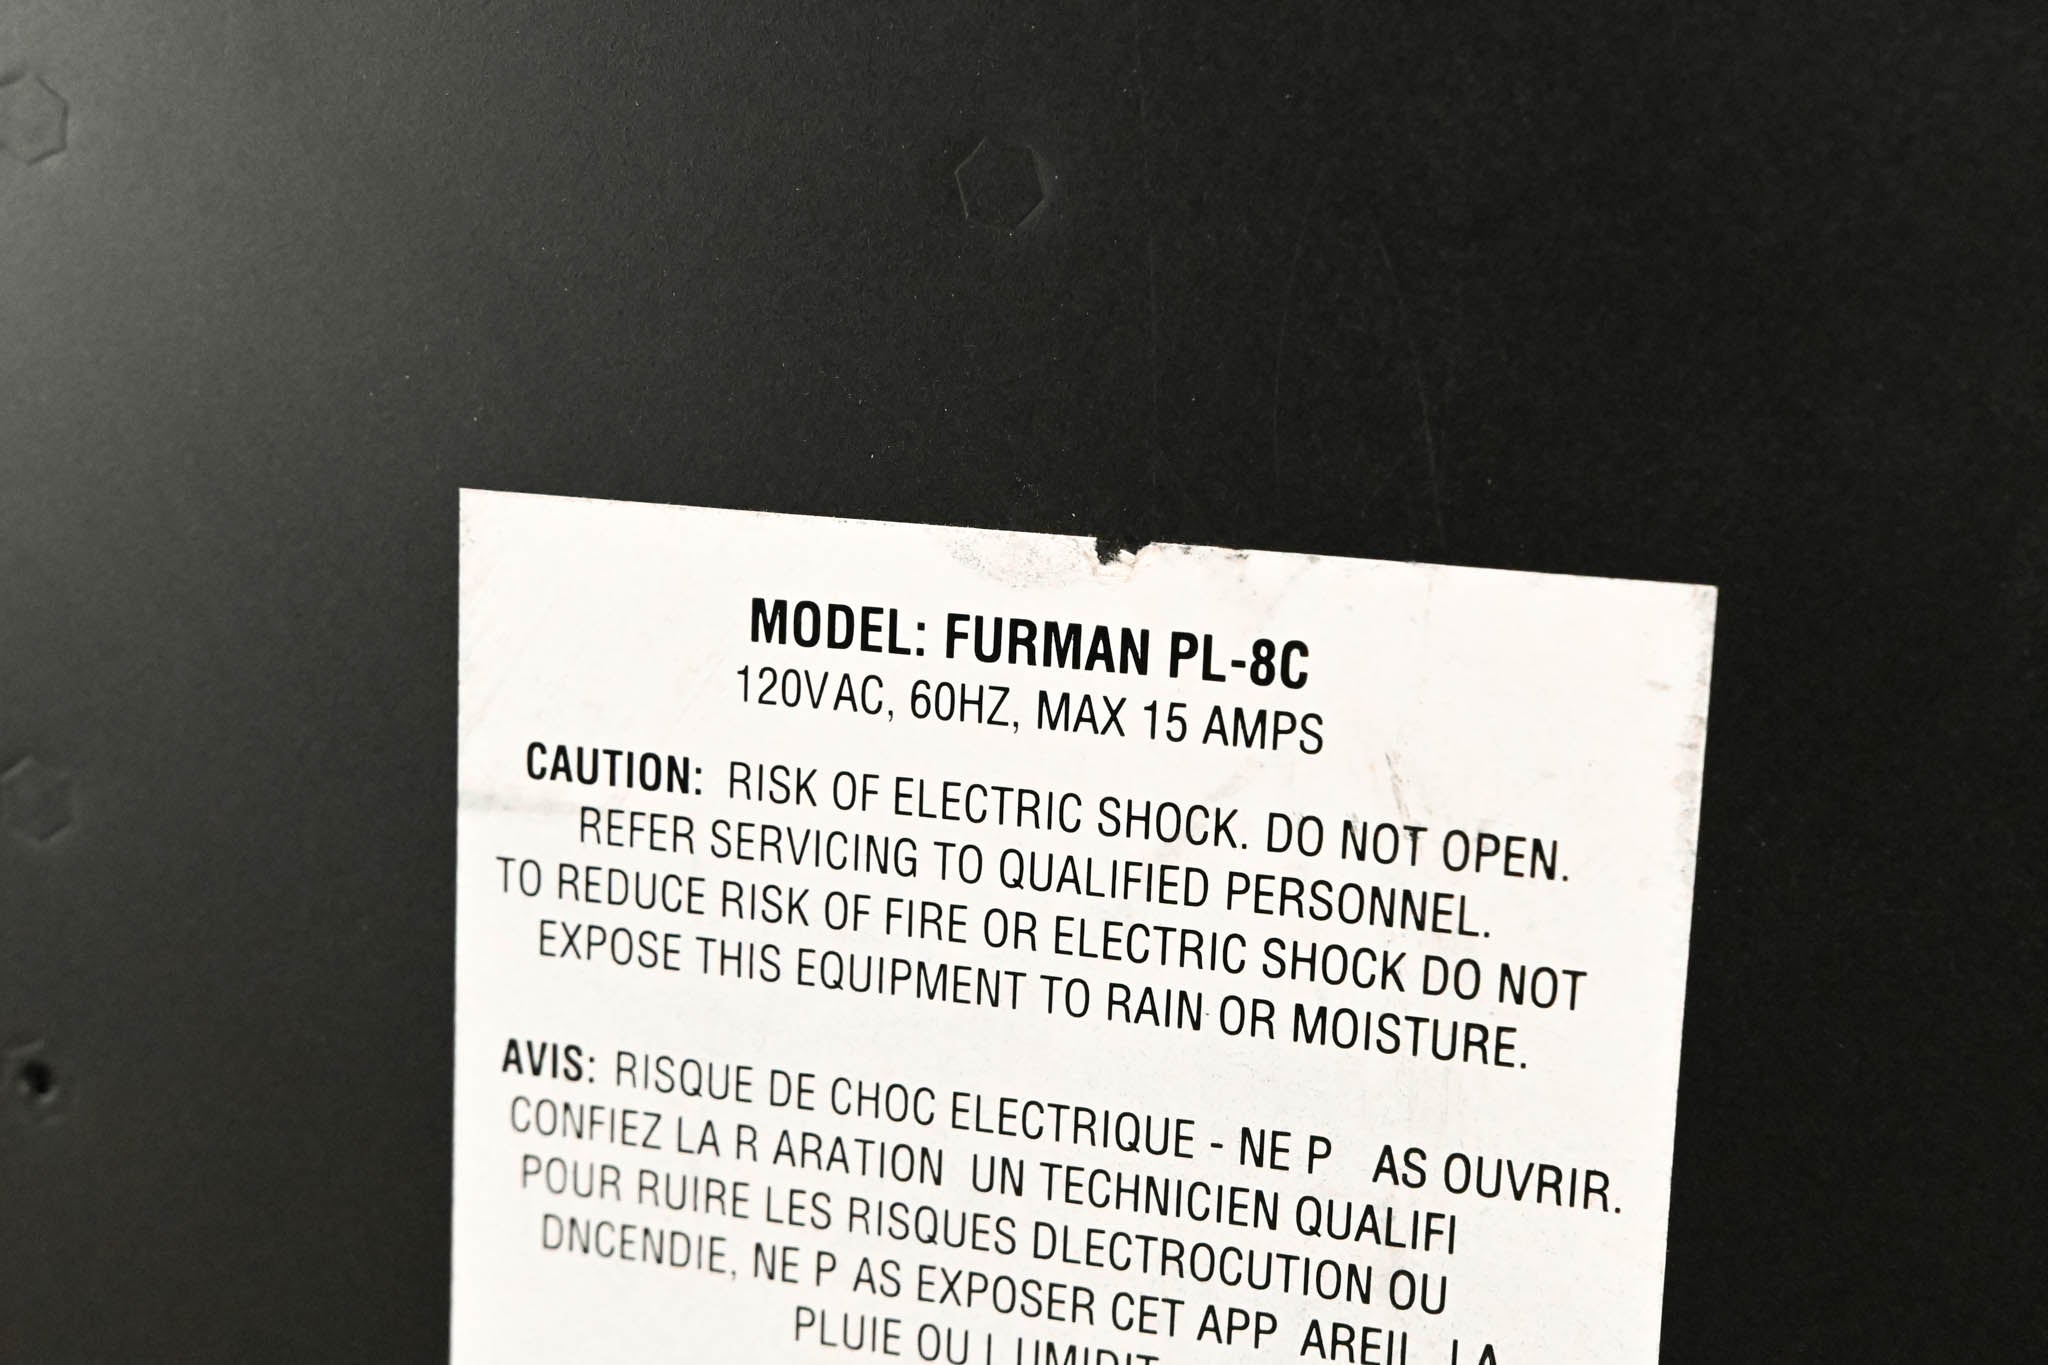 MODEL: FURMAN PL-8C
120VAC, 60HZ, MAX 15 AMPS
CAUTION: RISK OF ELECTRIC SHOCK. DO NOT OPEN.
REFER SERVICING TO QUALIFIED PERSONNEL.
TO REDUCE RISK OF FIRE OR ELECTRIC SHOCK DO NOT
EXPOSE THIS EQUIPMENT TO RAIN OR MOISTURE.
AVIS: RISQUE DE CHOC ELECTRIQUE - NE P AS OUVRIR.
CONFIEZ LA R ARATION UN TECHNICIEN QUALIFI
POUR RUIRE LES RISQUES DLECTROCUTION OU
DNCENDIE, NE P AS EXPOSER CET APP AREIL LA
PLUIE OU L UMIDIT